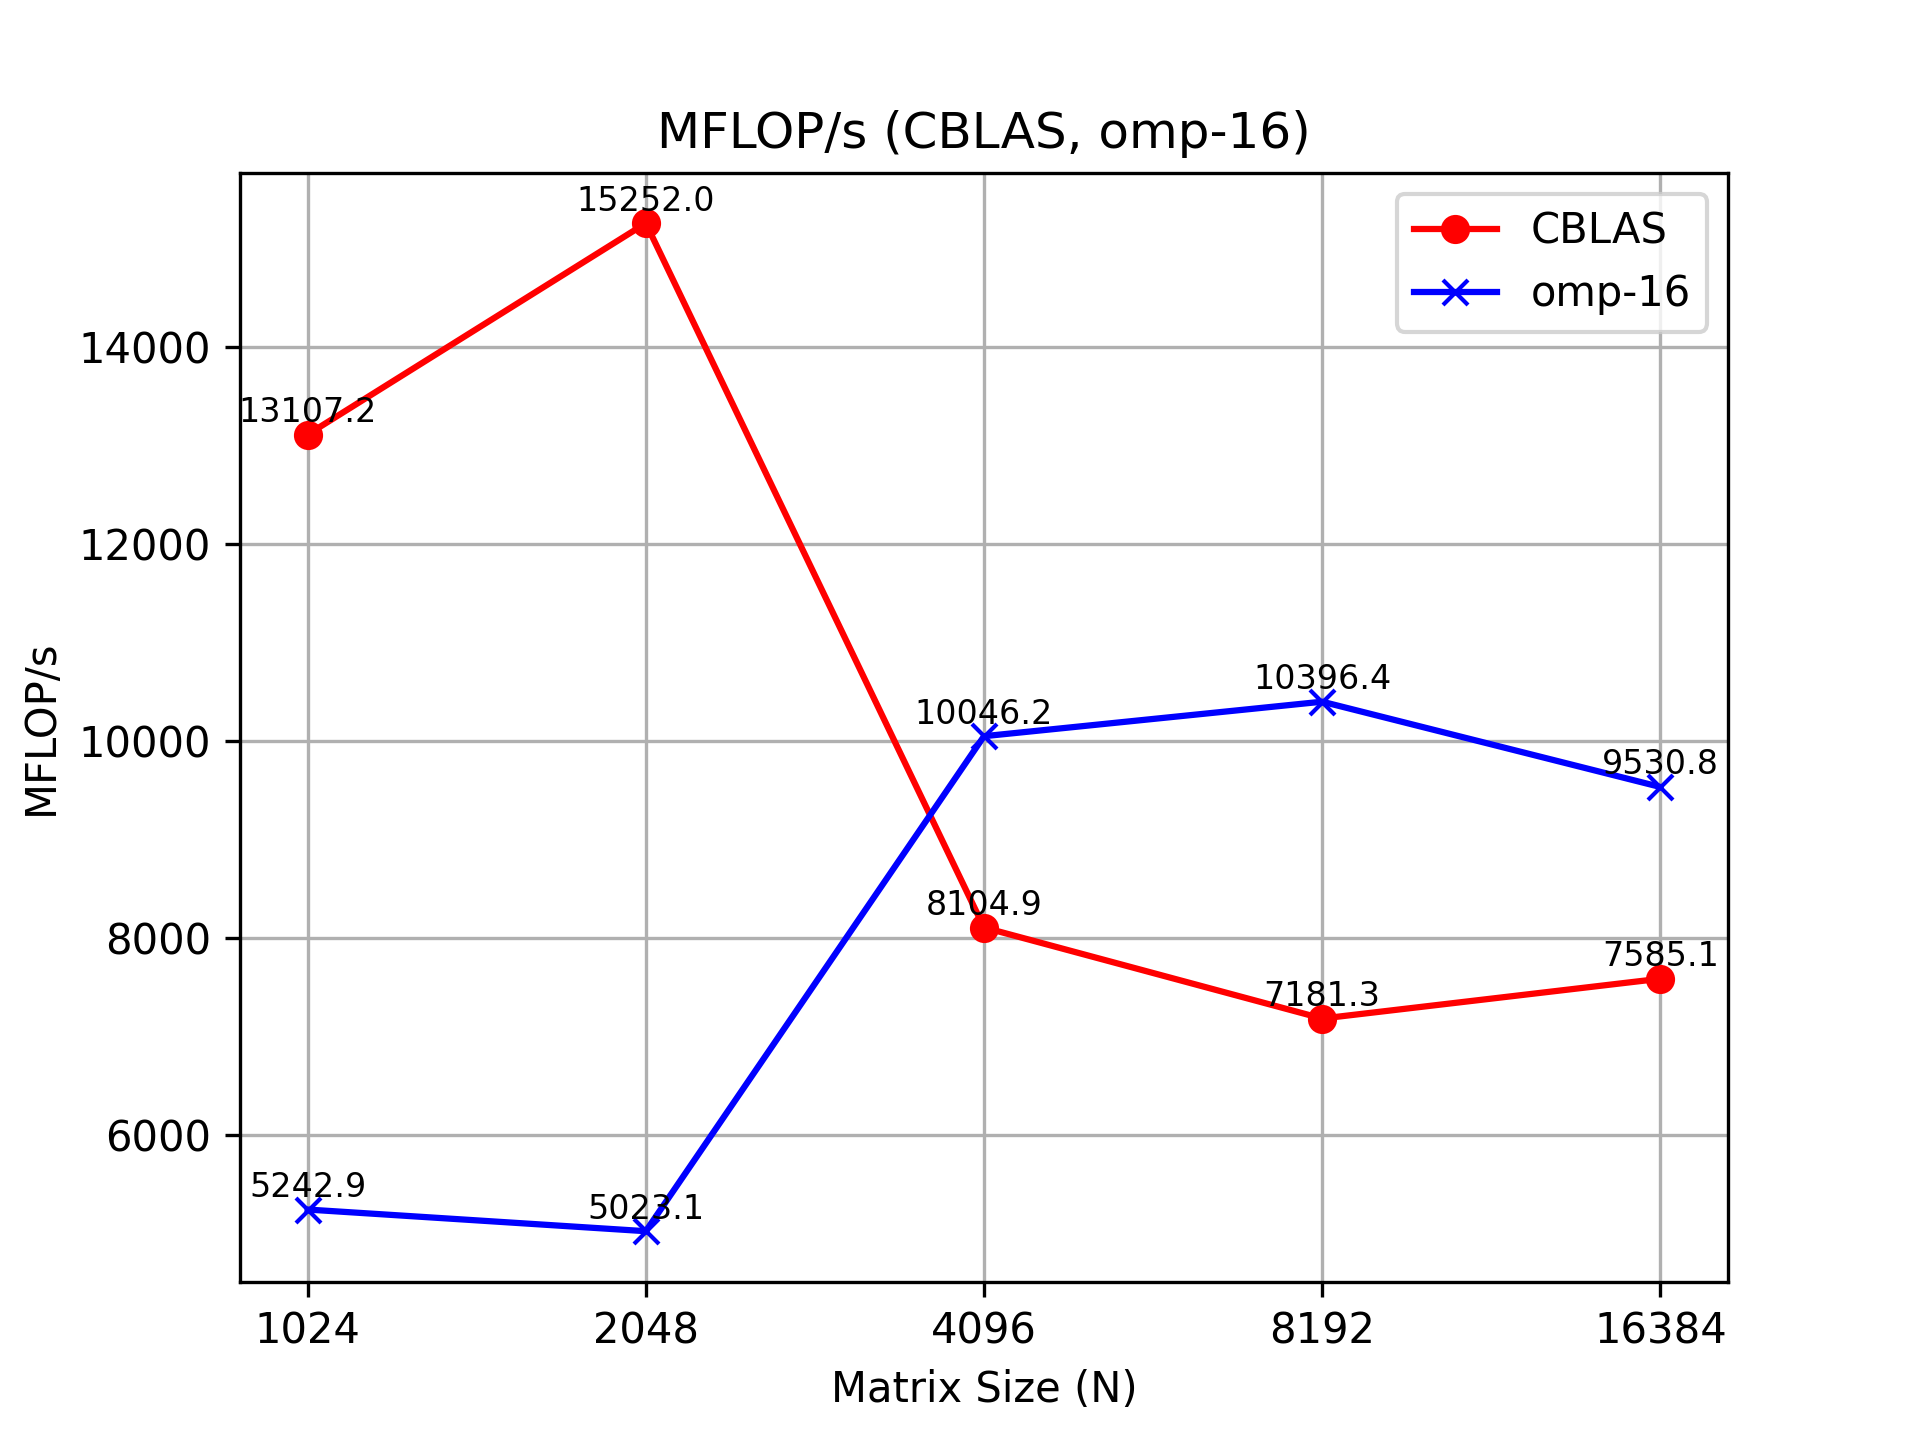 MFLOP/s (CBLAS, omp-16)
CBLAS
omp-16
MFLOP/s
14000
12000
10000
8000
6000
13107.2
15252.0
8104.9
7181.3
7585.1
5242.9
5023.1
10046.2
10396.4
9530.8
1024 2048 4096 8192 16384
Matrix Size (N)